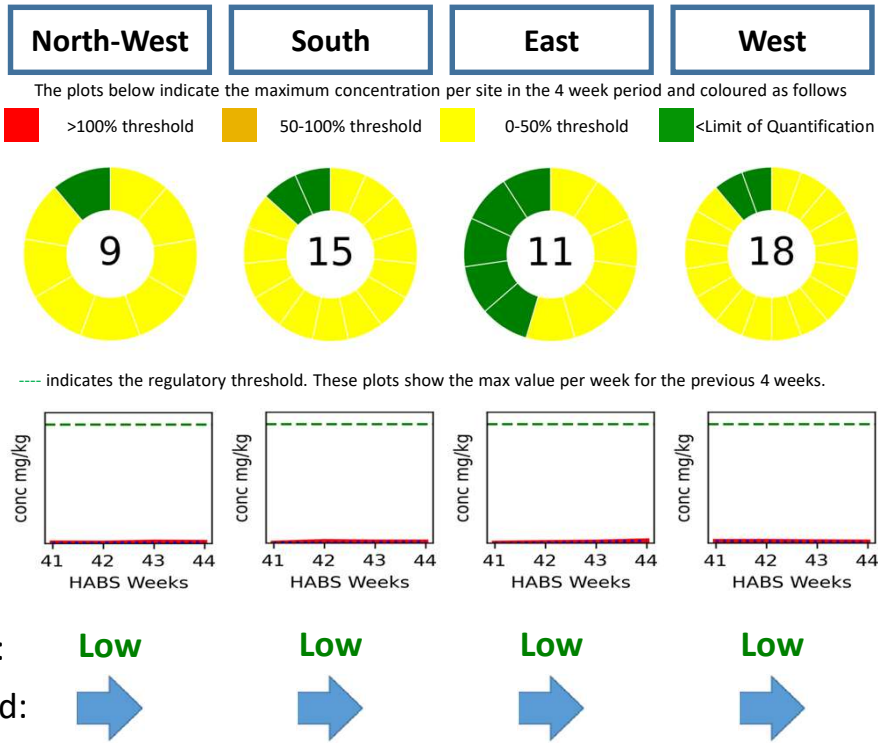 North-West South East West
The plots below indicate the maximum concentration per site in the 4 week period and coloured as follows
>100% threshold 50-100% threshold 0-50% threshold <Limit of Quantification
9 15 11 18
---- indicates the regulatory threshold. These plots show the max value per week for the previous 4 weeks.
conc mg/kg conc mg/kg conc mg/kg conc mg/kg
41 42 43 44 41 42 43 44 41 42 43 44 41 42 43 44
HABS Weeks HABS Weeks HABS Weeks HABS Weeks
: Low Low Low Low
d: